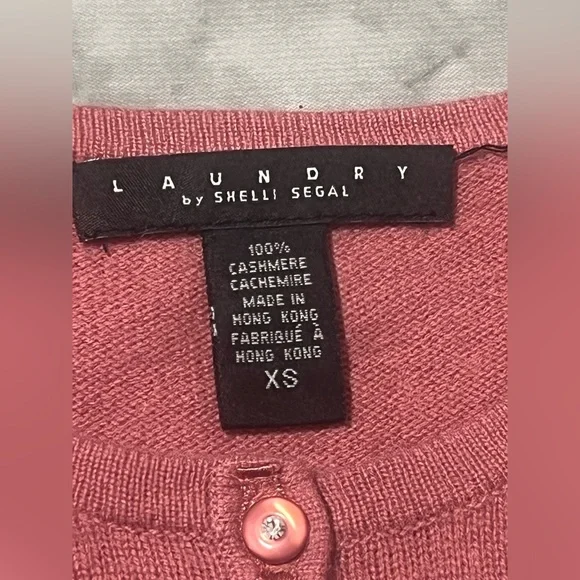 LAUNDRY
by SHELLI SEGAL
100%
CASHMERE
CACHEMIRE
MADE IN
HONG KONG
FABRIQUÉ À
HONG KONG
XS